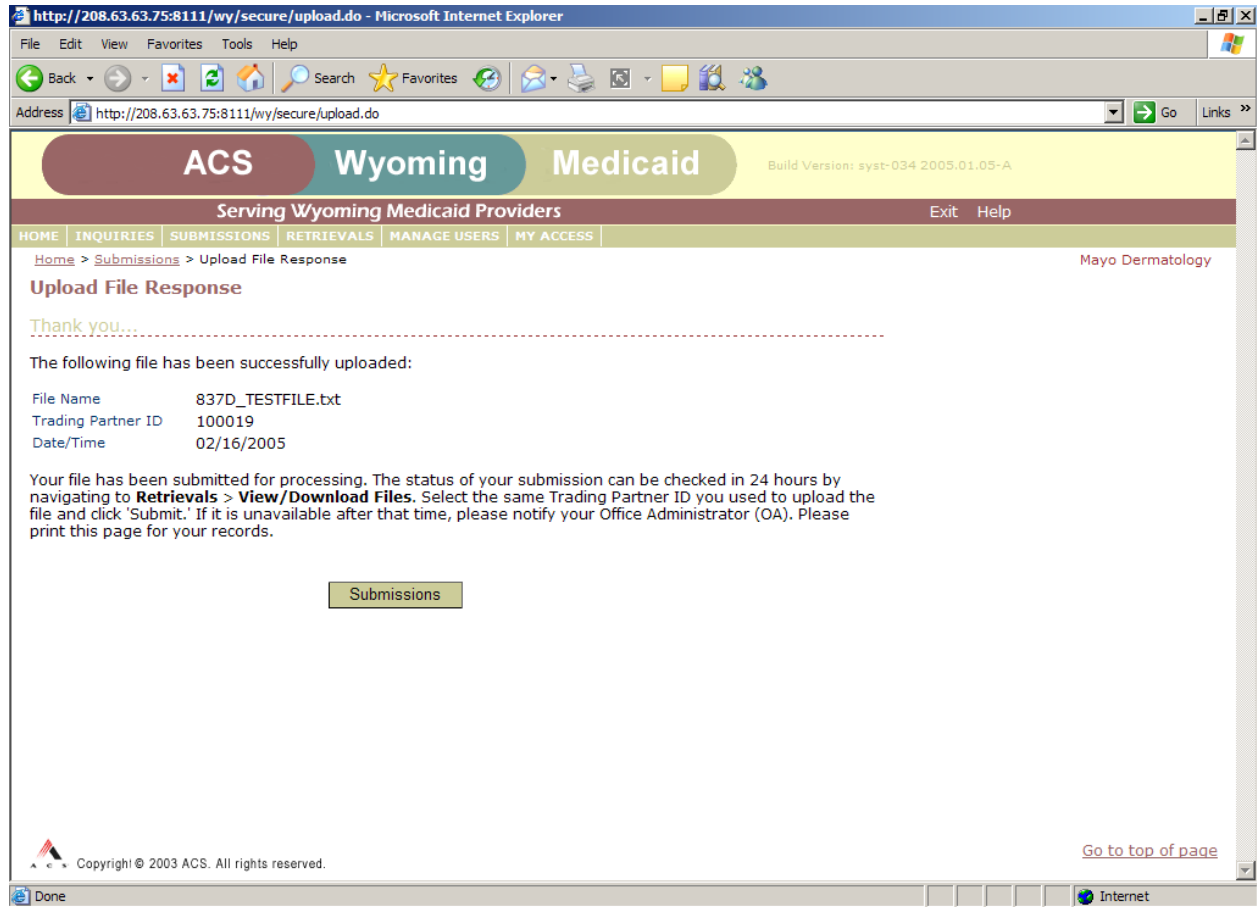 http://208.63.63.75:8111/wy/secure/upload.do - Microsoft Internet Explorer
File Edit View Favorites Tools Help
Back Search Favorites
Address http://208.63.63.75:8111/wy/secure/upload.do Go Links »
ACS Wyoming Medicaid Build Version: syst-034 2005.01.05-A
Serving Wyoming Medicaid Providers Exit Help
HOME INQUIRIES SUBMISSIONS RETRIEVALS MANAGE USERS MY ACCESS
Home > Submissions > Upload File Response Mayo Dermatology
Upload File Response
Thank you...
The following file has been successfully uploaded:
File Name 837D_TESTFILE.txt
Trading Partner ID 100019
Date/Time 02/16/2005
Your file has been submitted for processing. The status of your submission can be checked in 24 hours by
navigating to Retrievals > View/Download Files. Select the same Trading Partner ID you used to upload the
file and click 'Submit.' If it is unavailable after that time, please notify your Office Administrator (OA). Please
print this page for your records.
Submissions
Go to top of page
A C S Copyright © 2003 ACS. All rights reserved.
Done Internet